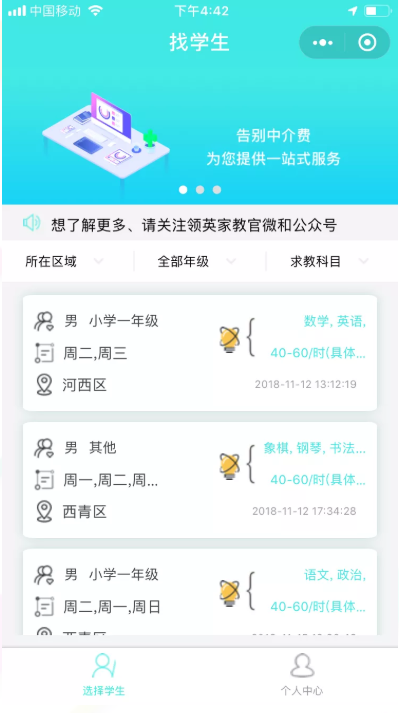 中国移动
下午4:42
找学生
告别中介费
为您提供一站式服务
想了解更多、请关注领英家教官微和公众号
所在区域 全部年级 求教科目
男 小学一年级
数学, 英语,
周二,周三
40-60/时(具体...
河西区
2018-11-12 13:12:19
男 其他
象棋, 钢琴, 书法...
周一,周二,周...
40-60/时(具体...
西青区
2018-11-12 17:34:28
男 小学一年级
语文, 政治,
周二,周一,周日
40-60/时(具体...
西青区
选择学生
个人中心